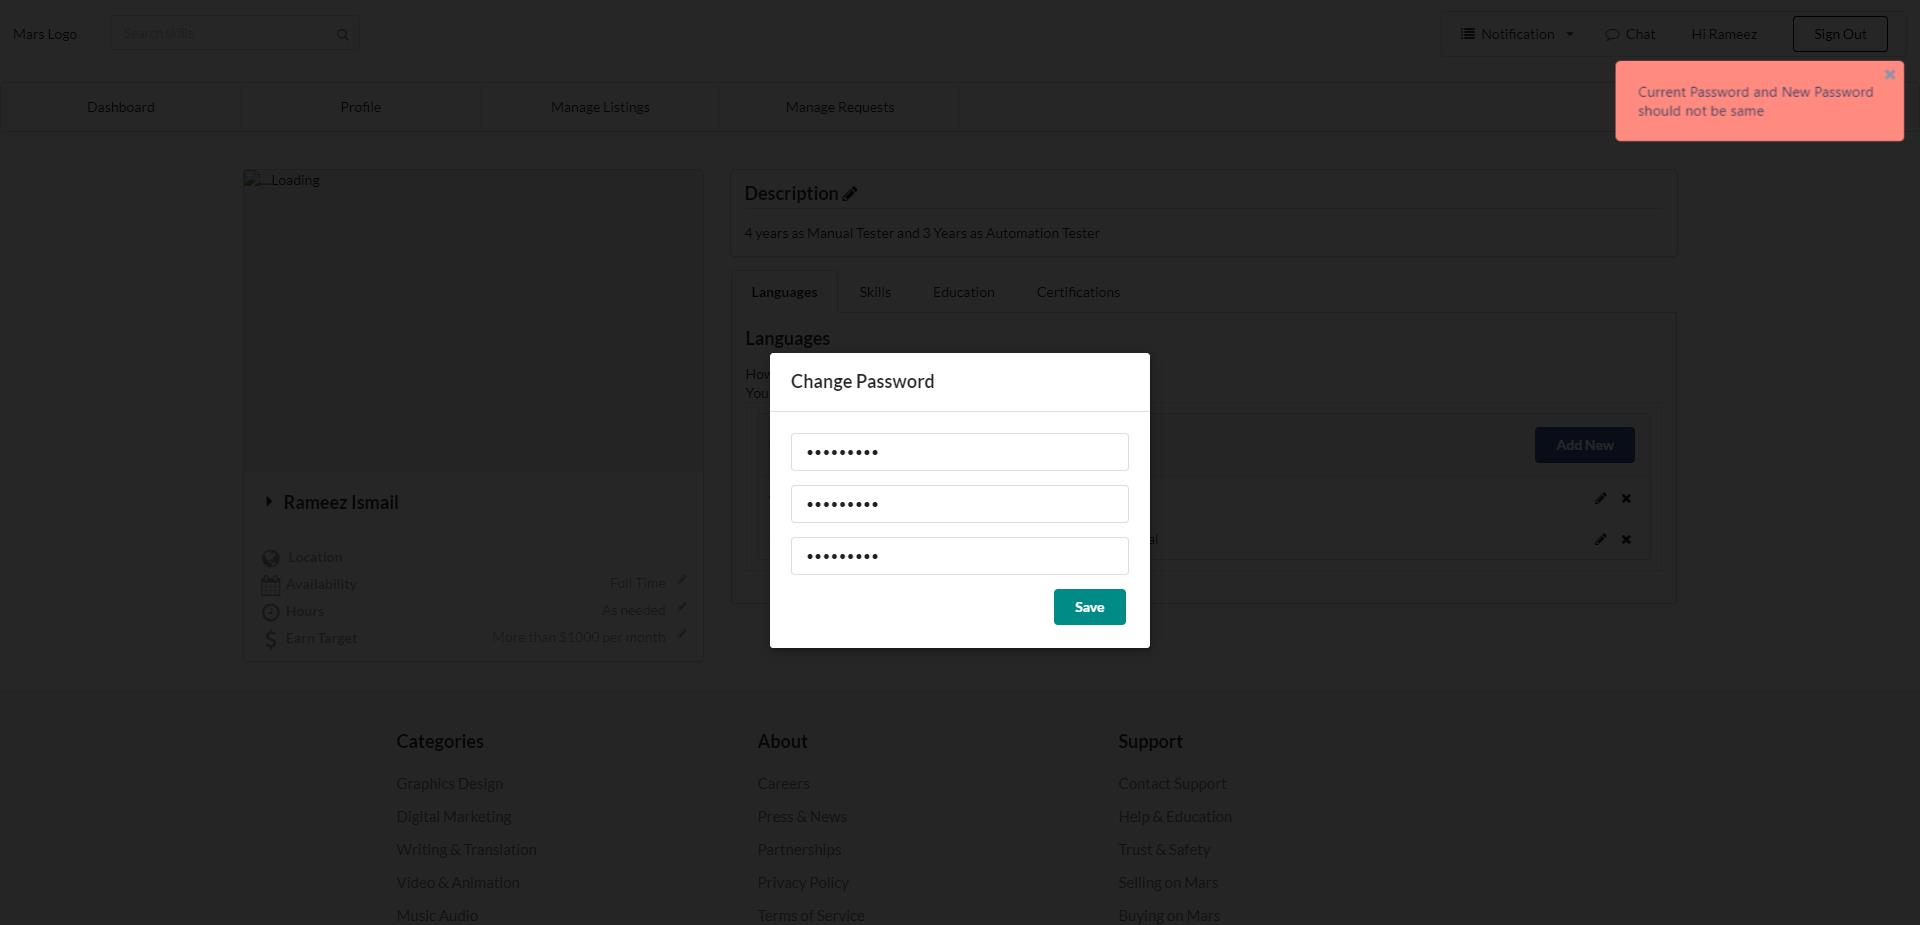 Mars Logo
Search skills
Notification
Chat
Hi Rameez
Sign Out
Current Password and New Password
should not be same
Dashboard
Profile
Manage Listings
Manage Requests
Loading
Description
4 years as Manual Tester and 3 Years as Automation Tester
Languages
Skills
Education
Certifications
Languages
How
You
Change Password
•••••••••
•••••••••
•••••••••
Save
Add New
Rameez Ismail
Location
Availability
Full Time
Hours
As needed
Earn Target
More than $1000 per month
Categories
About
Support
Graphics Design
Careers
Contact Support
Digital Marketing
Press & News
Help & Education
Writing & Translation
Partnerships
Trust & Safety
Video & Animation
Privacy Policy
Selling on Mars
Music Audio
Terms of Service
Buying on Mars